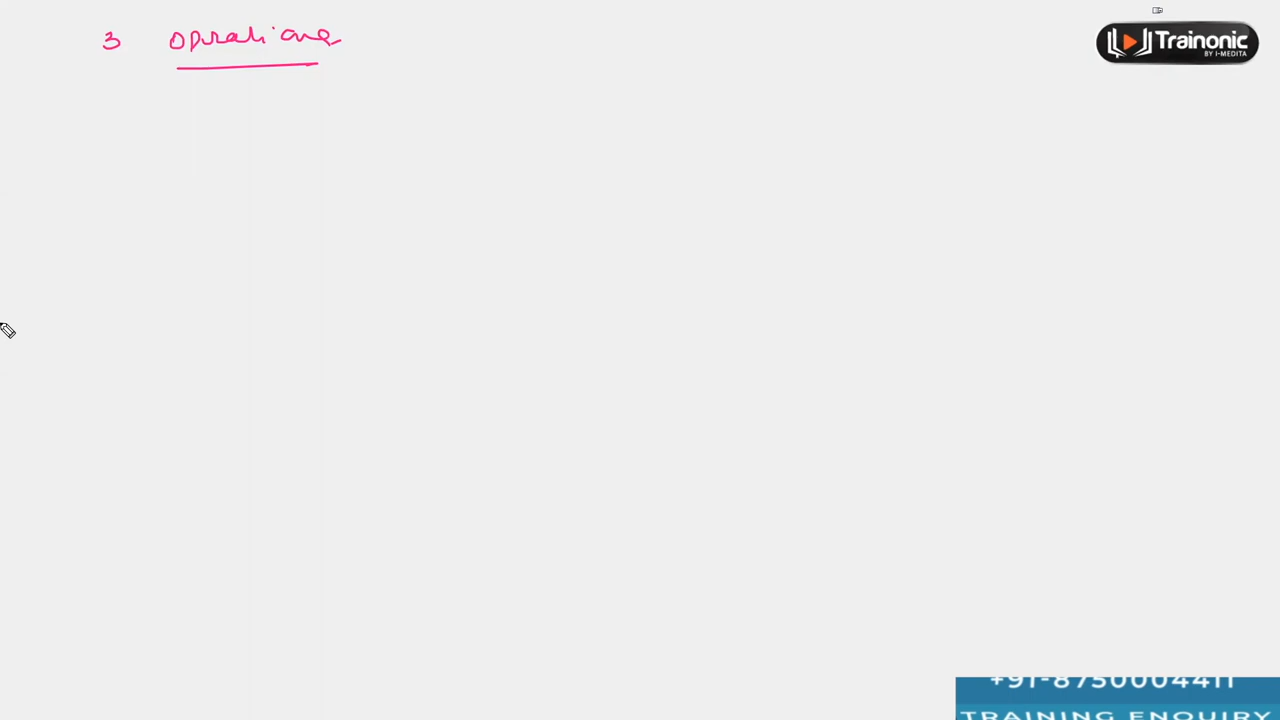 3 Oprations
Trainonic
BY I-MEDITA
+91-8750004411
TRAINING ENQUIRY